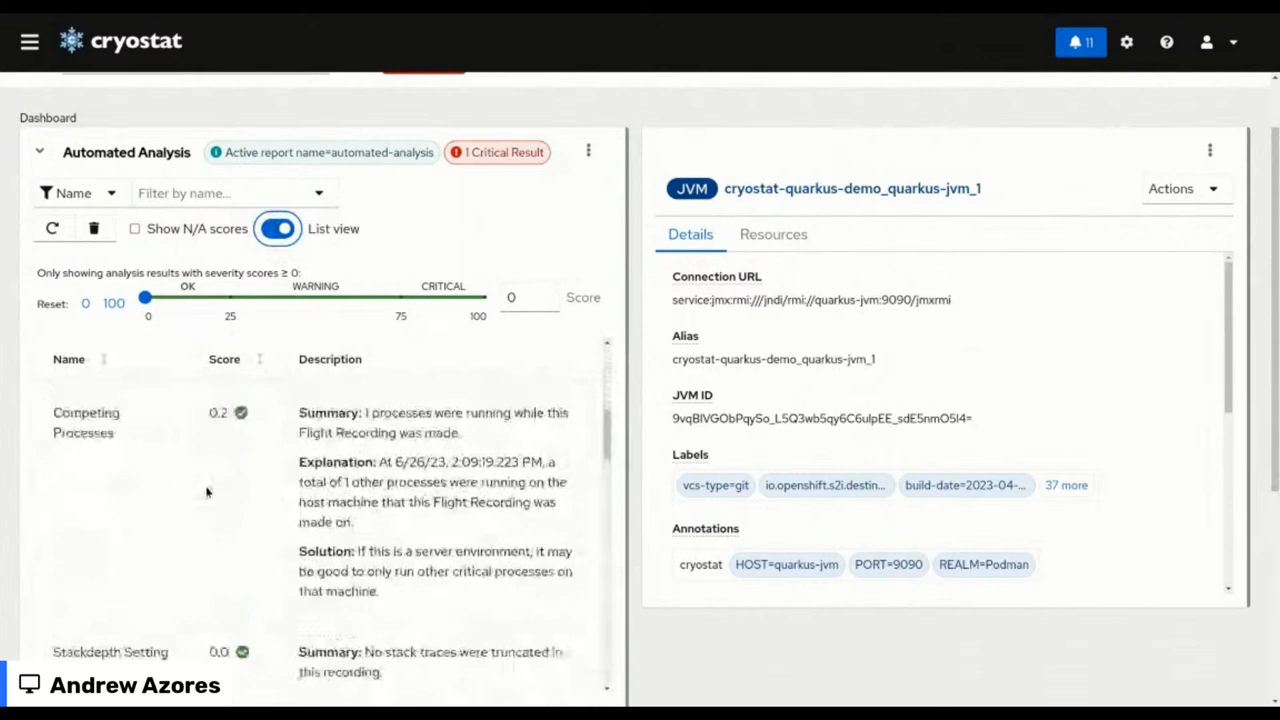 cryostat
11
Dashboard
Automated Analysis
Active report name=automated-analysis
1 Critical Result
Name
Filter by name...
Show N/A scores
List view
Only showing analysis results with severity scores ≥ 0:
OK
WARNING
CRITICAL
Reset:
0
100
0
25
75
100
0
Score
Name
Score
Description
Competing
Processes
0.2
Summary: 1 processes were running while this
Flight Recording was made.
Explanation: At 6/26/23, 2:09:19.223 PM, a
total of 1 other processes were running on the
host machine that this Flight Recording was
made on.
Solution: If this is a server environment, it may
be good to only run other critical processes on
that machine.
Stackdepth Setting
0.0
Summary: No stack traces were truncated in
this recording.
JVM
cryostat-quarkus-demo_quarkus-jvm_1
Actions
Details
Resources
Connection URL
service:jmx:rmi:///jndi/rmi://quarkus-jvm:9090/jmxrmi
Alias
cryostat-quarkus-demo_quarkus-jvm_1
JVM ID
Labels
vcs-type=git
io.openshift.s2i.destin...
build-date=2023-04-...
37 more
Annotations
cryostat
HOST=quarkus-jvm
PORT=9090
REALM=Podman
Andrew Azores